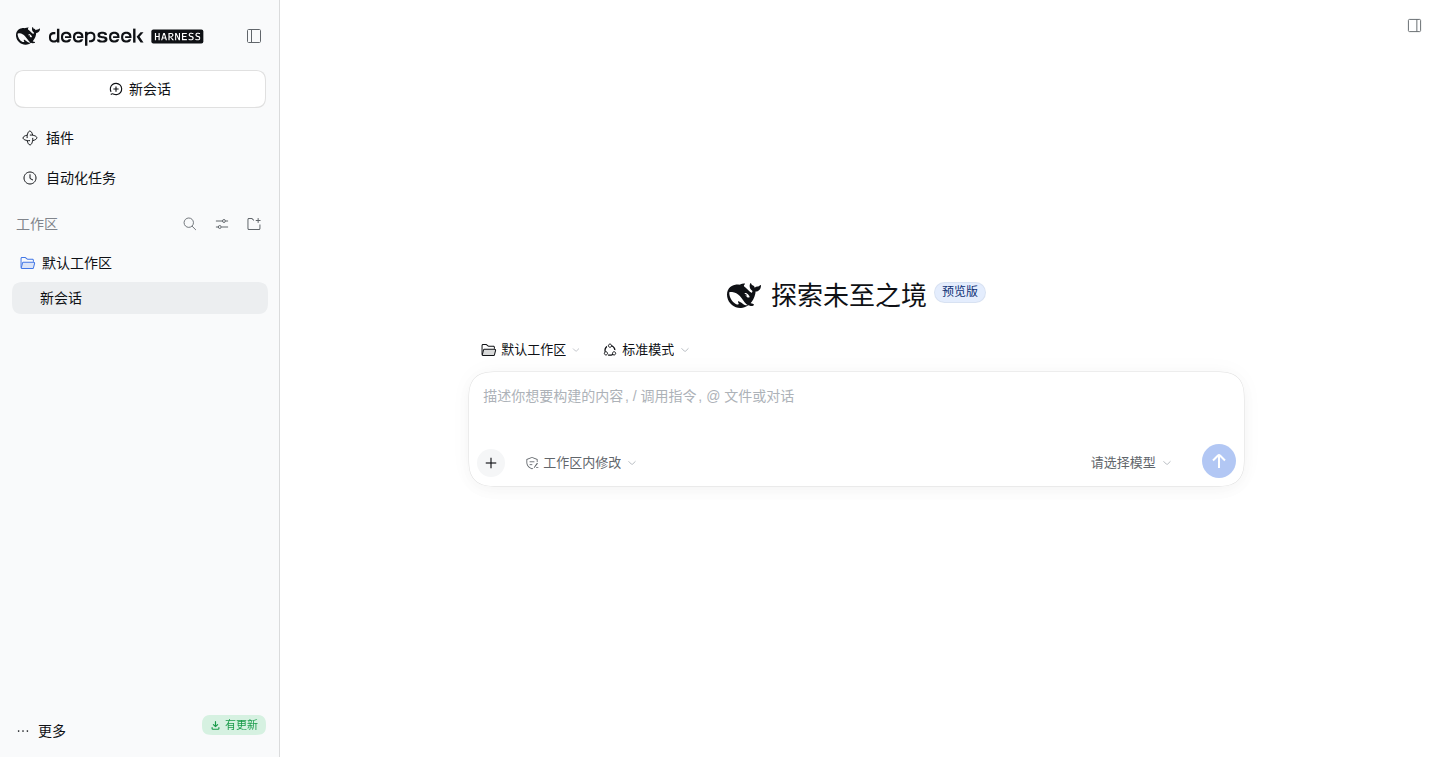 deepseek HARNESS
新会话
插件
自动化任务
工作区
默认工作区
新会话
探索未至之境 预览版
默认工作区 标准模式
描述你想要构建的内容, / 调用指令, @ 文件或对话
工作区内修改 请选择模型
更多 有更新